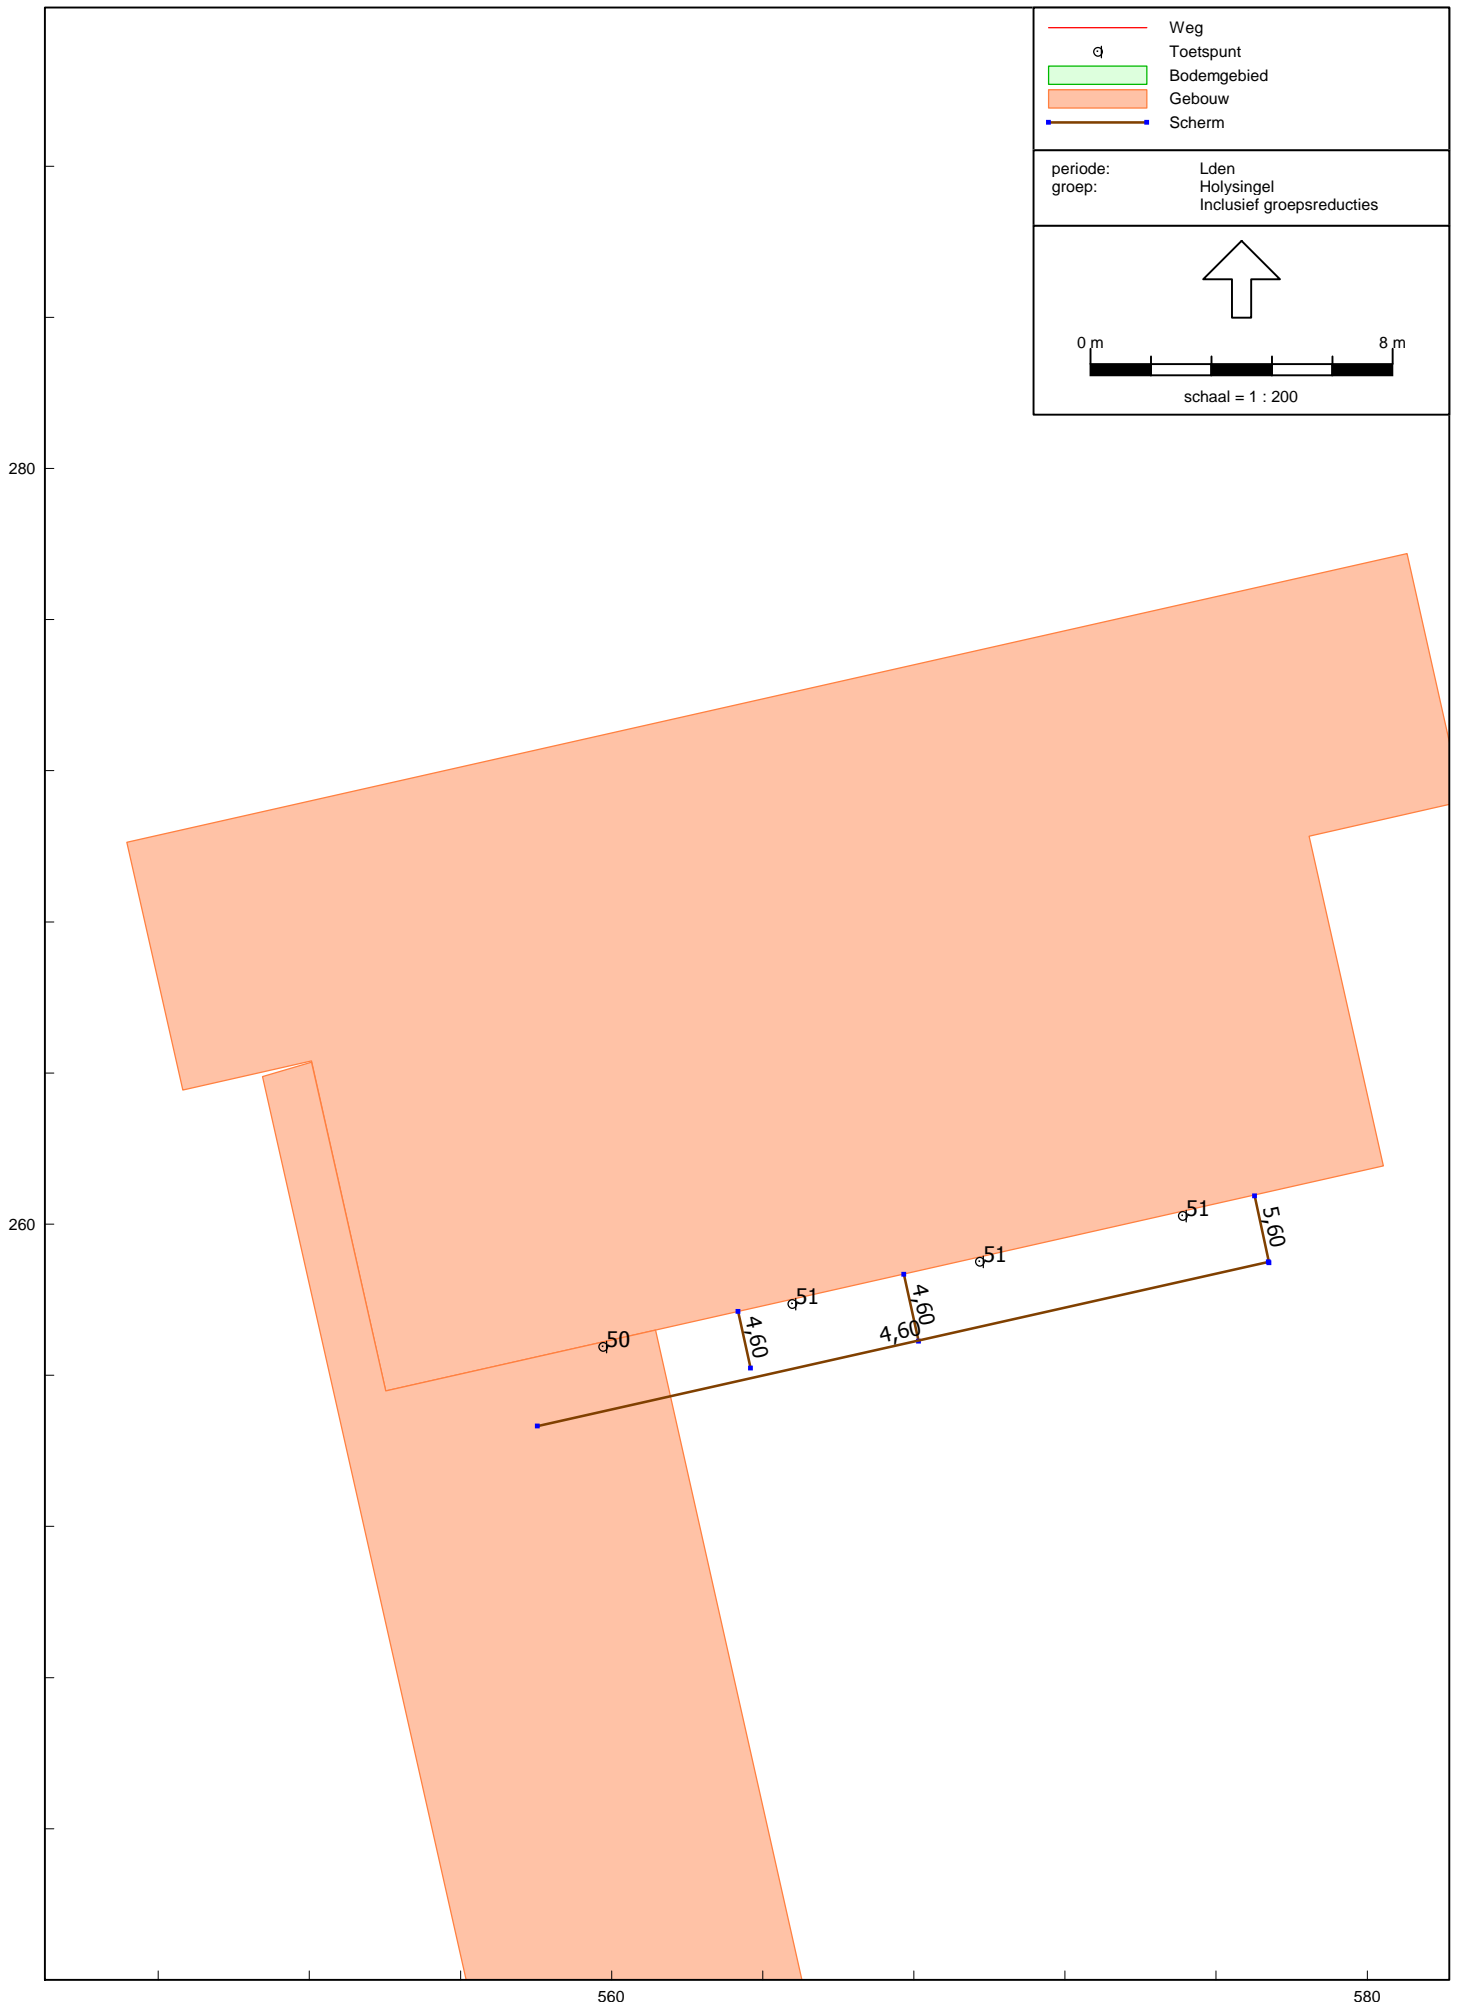 Weg
Toetspunt
Bodemgebied
Gebouw
Scherm
periode: Lden
groep: Holysingel
Inclusief groepsreducties
0 m 8 m
schaal = 1 : 200
280
260
51
5,60
51
51
4,60
4,60
4,60
50
560 580